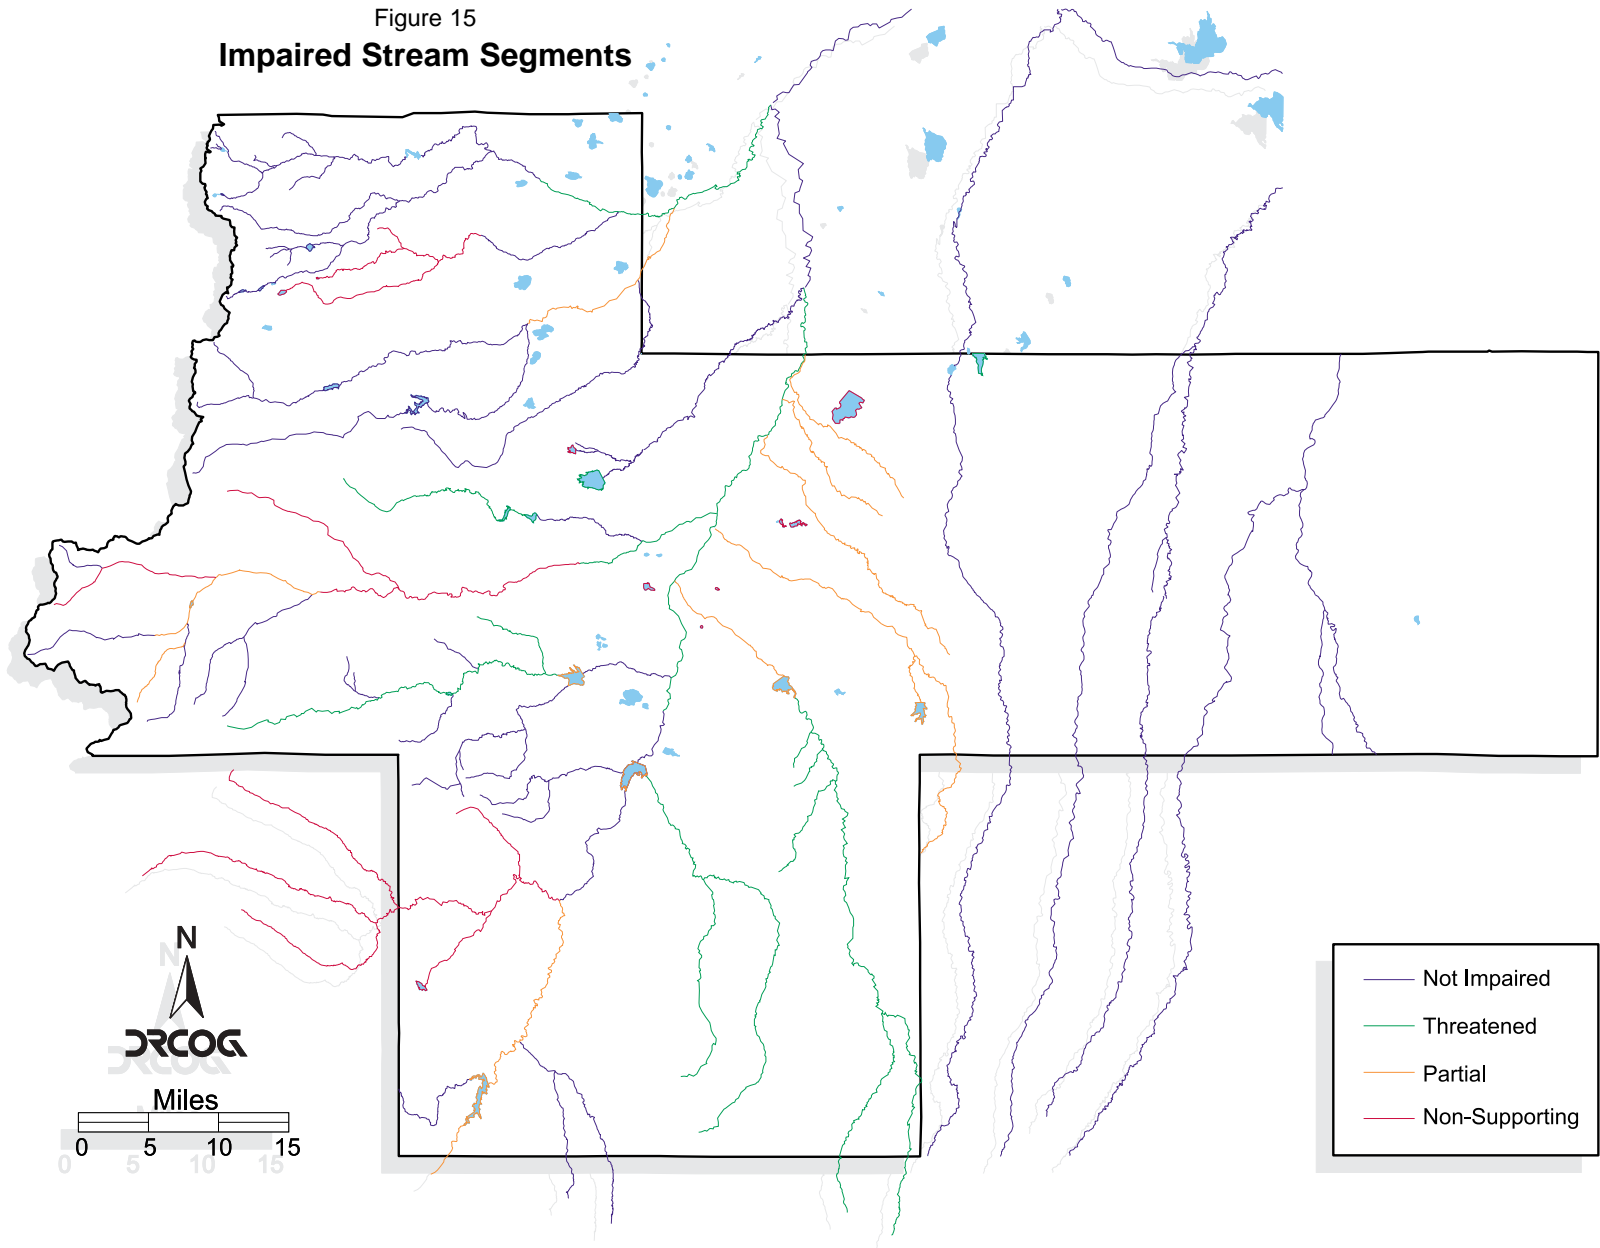 Figure 15
Impaired Stream Segments
N
DRCOG
Miles
0 5 10 15
Not Impaired
Threatened
Partial
Non-Supporting